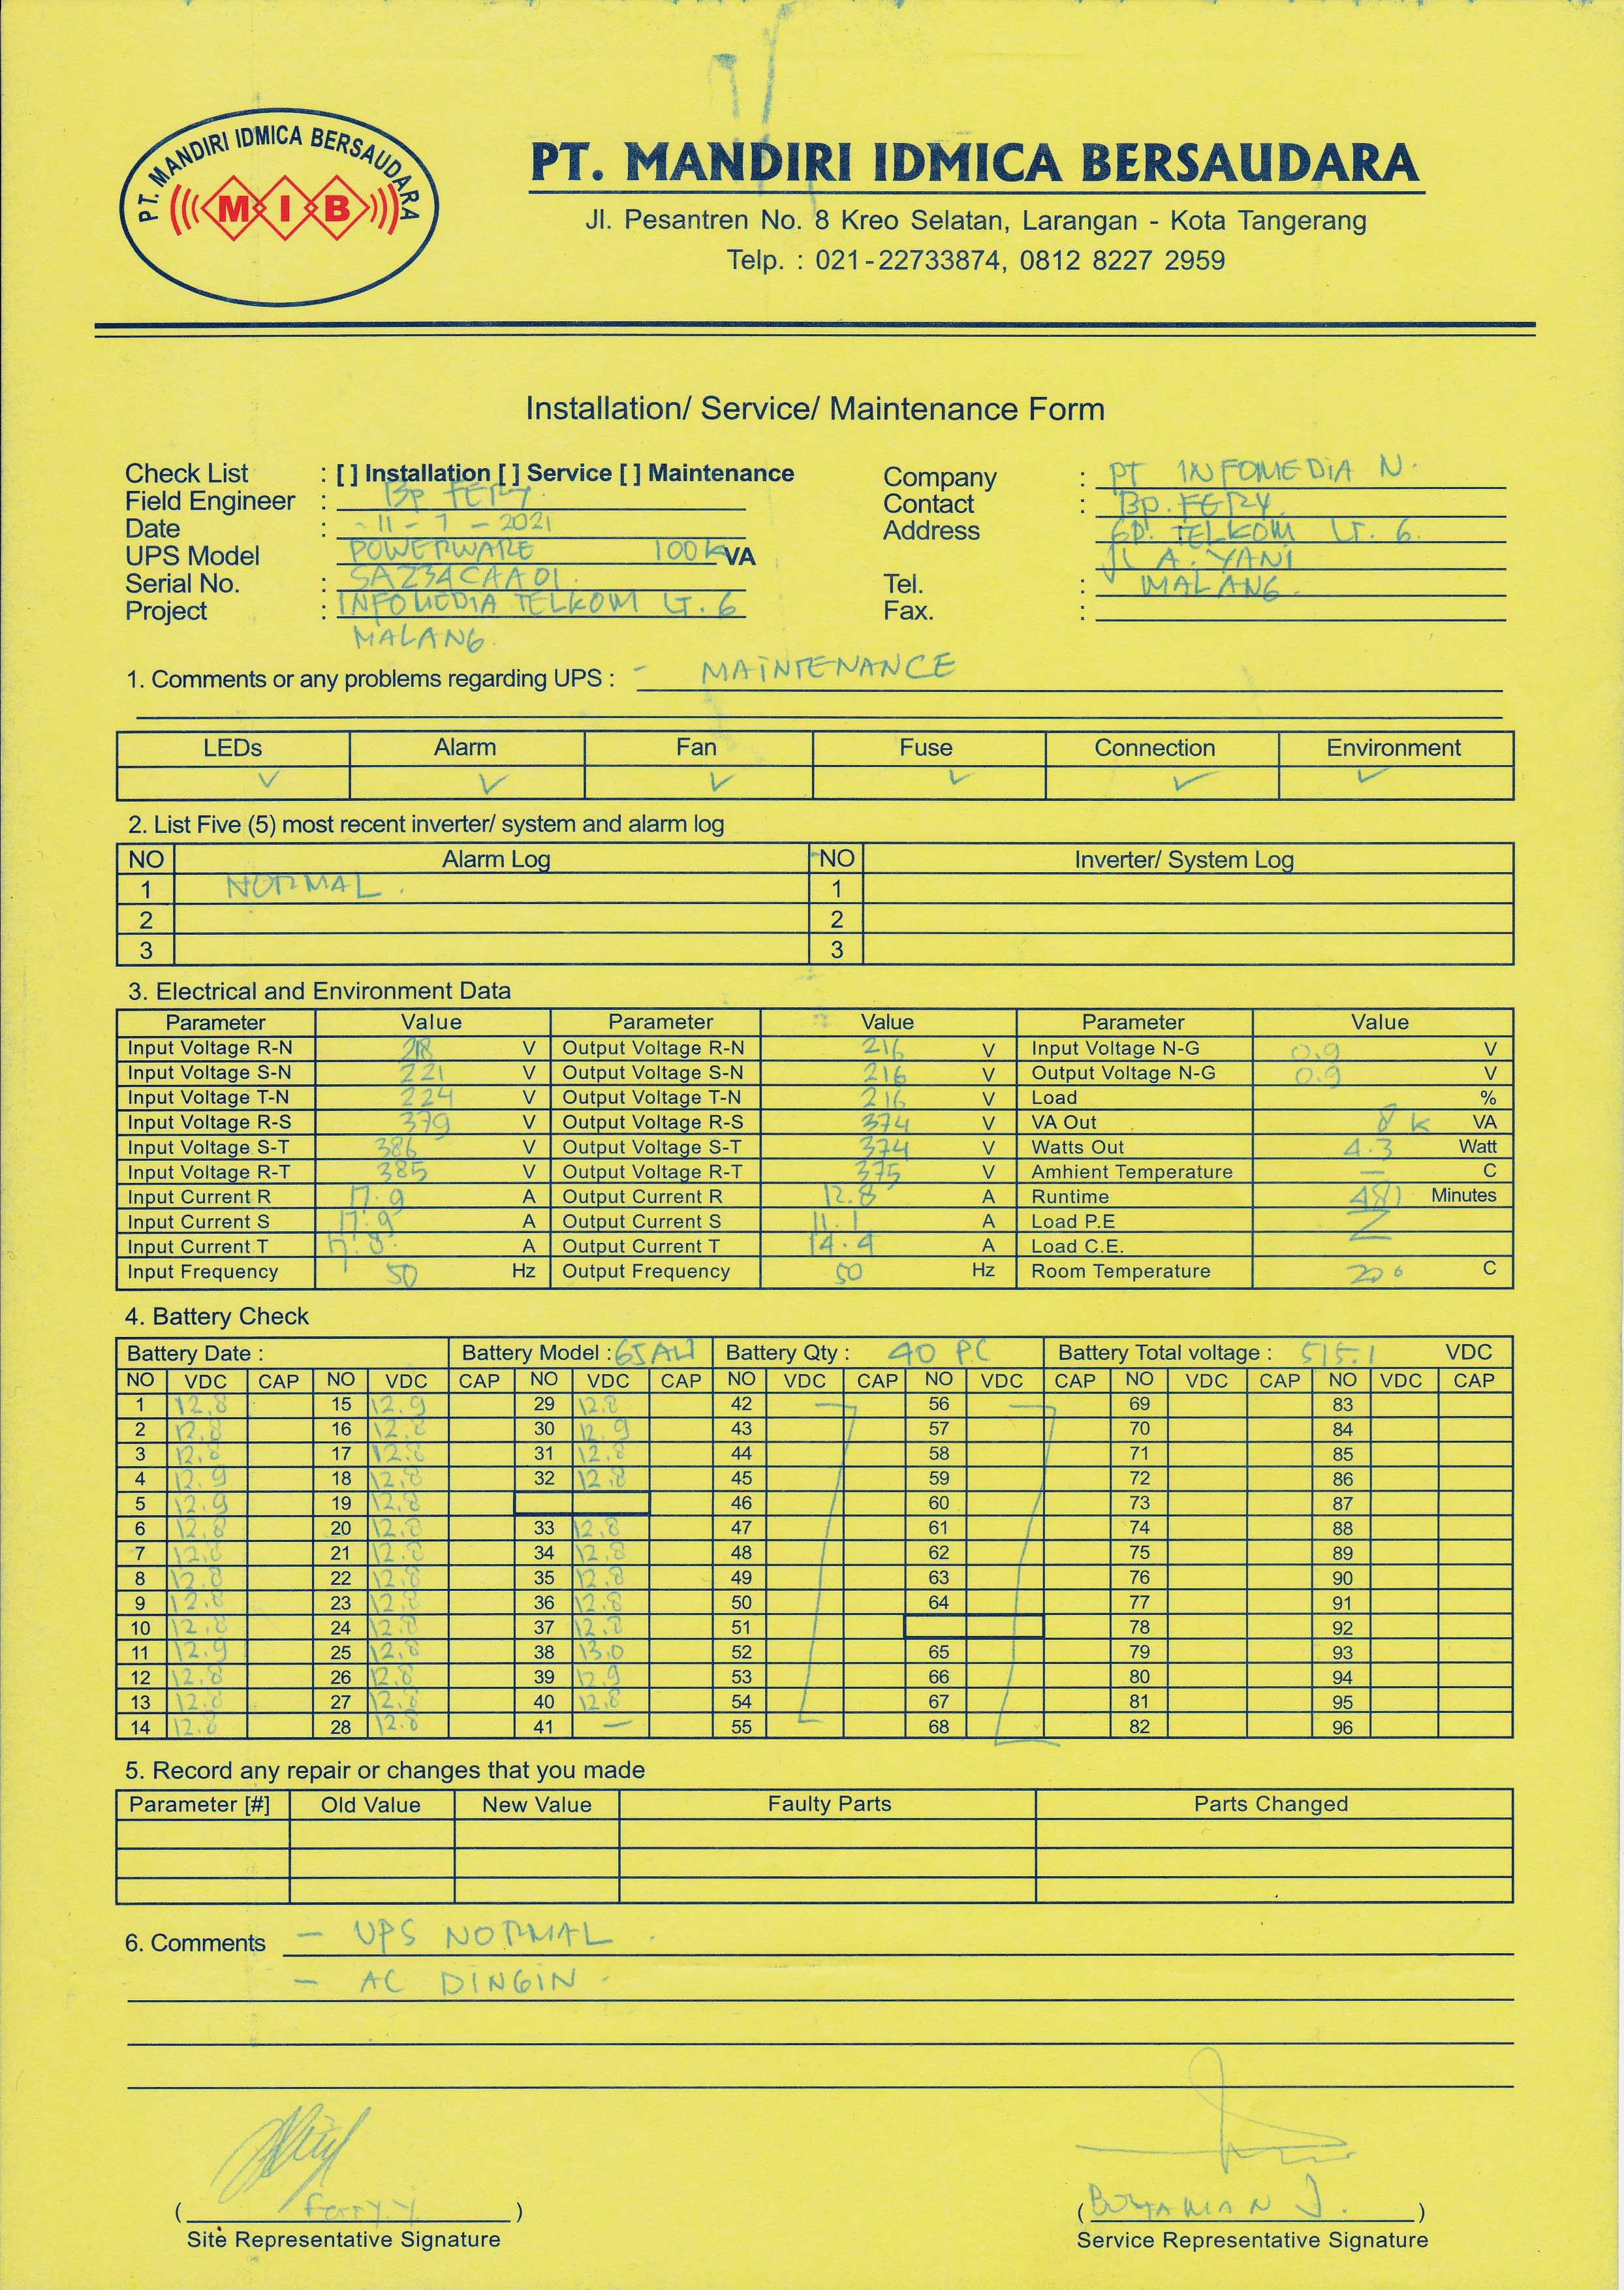 PT. MANDIRI IDMICA BERSAUDARA
M I B
PT. MANDIRI IDMICA BERSAUDARA
Jl. Pesantren No. 8 Kreo Selatan, Larangan - Kota Tangerang
Telp. : 021-22733874, 0812 8227 2959
Installation/ Service/ Maintenance Form
Check List : [ ] Installation [ ] Service [ ] Maintenance
Field Engineer : Bp FERY.
Date : - 11 - 7 - 2021
UPS Model POWERWARE 100 k VA
Serial No. : SAZ34CAA01.
Project : INFOMEDIA TELKOM LT. 6
MALANG.
Company : PT INFOMEDIA N.
Contact : Bp. FERY.
Address GD. TELKOM LT. 6.
JL A. YANI
Tel. : MALANG.
Fax. :
1. Comments or any problems regarding UPS : - MAINTENANCE
LEDs Alarm Fan Fuse Connection Environment
✓ ✓ ✓ ✓ ✓ ✓
2. List Five (5) most recent inverter/ system and alarm log
NO Alarm Log NO Inverter/ System Log
1 NORMAL. 1
2 2
3 3
3. Electrical and Environment Data
Parameter Value Parameter Value Parameter Value
Input Voltage R-N 218 V Output Voltage R-N 216 V Input Voltage N-G 0.9 V
Input Voltage S-N 221 V Output Voltage S-N 216 V Output Voltage N-G 0.9 V
Input Voltage T-N 224 V Output Voltage T-N 216 V Load %
Input Voltage R-S 379 V Output Voltage R-S 374 V VA Out 8 k VA
Input Voltage S-T 386 V Output Voltage S-T 374 V Watts Out 4.3 Watt
Input Voltage R-T 385 V Output Voltage R-T 375 V Amhient Temperature — C
Input Current R 17.9 A Output Current R 12.8 A Runtime 481 Minutes
Input Current S 17.9 A Output Current S 11.1 A Load P.E
Input Current T A Output Current T 14.4 A Load C.E.
Input Frequency 50 Hz Output Frequency 50 Hz Room Temperature 20° C
4. Battery Check
Battery Date : Battery Model : 65AH Battery Qty : 40 PC Battery Total voltage : 515.1 VDC
NO VDC CAP NO VDC CAP NO VDC CAP NO VDC CAP NO VDC CAP NO VDC CAP NO VDC CAP
1 12.8 15 12.9 29 12.8 42 56 69 83
2 12.8 16 12.8 30 12.9 43 57 70 84
3 12.8 17 12.8 31 12.8 44 58 71 85
4 12.9 18 12.8 32 12.8 45 59 72 86
5 12.9 19 12.8 46 60 73 87
6 12.8 20 12.8 33 12.8 47 61 74 88
7 12.8 21 12.8 34 12.8 48 62 75 89
8 12.8 22 12.8 35 12.8 49 63 76 90
9 12.8 23 12.8 36 12.8 50 64 77 91
10 12.8 24 12.8 37 12.8 51 78 92
11 12.9 25 12.8 38 13.0 52 65 79 93
12 12.8 26 12.8 39 12.9 53 66 80 94
13 12.8 27 12.8 40 12.8 54 67 81 95
14 12.8 28 12.8 41 — 55 68 82 96
5. Record any repair or changes that you made
Parameter [#] Old Value New Value Faulty Parts Parts Changed
6. Comments - UPS NORMAL.
- AC DINGIN.
( Ferry.Y ) 
Site Representative Signature
( J. )
Service Representative Signature